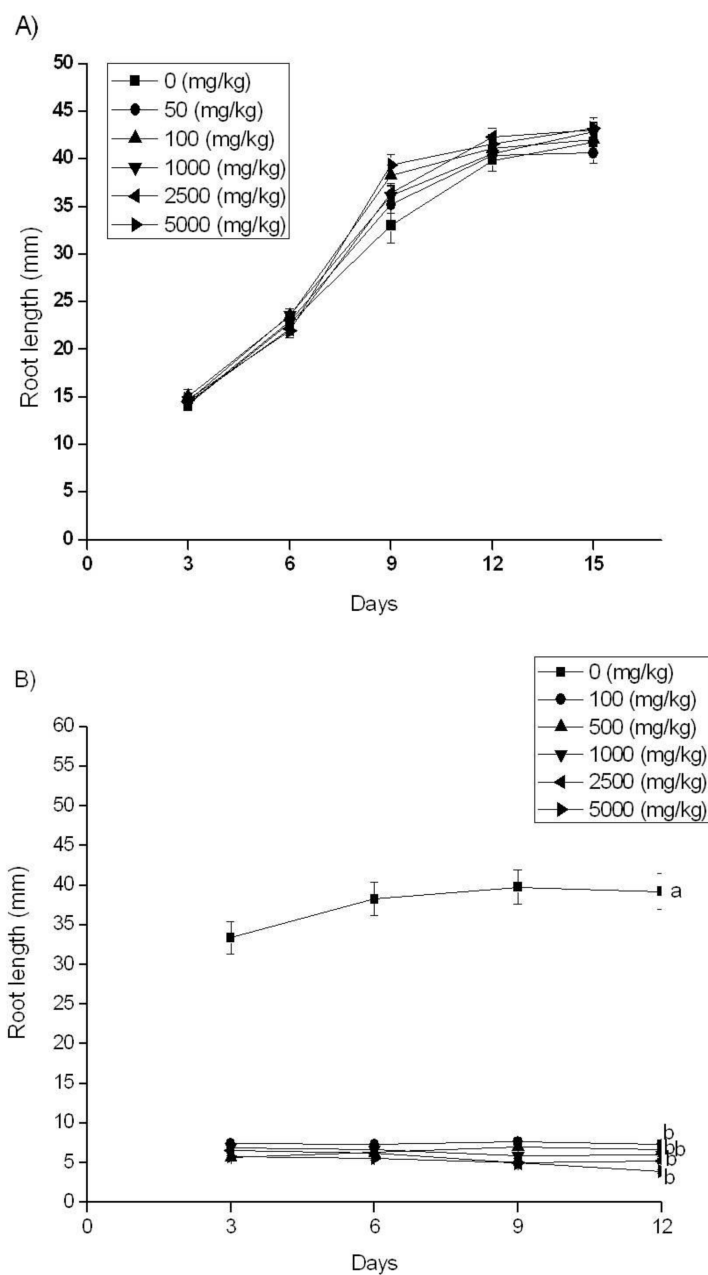 A)
0 (mg/kg)
50 (mg/kg)
100 (mg/kg)
1000 (mg/kg)
2500 (mg/kg)
5000 (mg/kg)
Root length (mm)
50
45
40
35
30
25
20
15
10
5
0
0 3 6 9 12 15
Days
B)
0 (mg/kg)
100 (mg/kg)
500 (mg/kg)
1000 (mg/kg)
2500 (mg/kg)
5000 (mg/kg)
Root length (mm)
60
55
50
45
40
35
30
25
20
15
10
5
0
a
b
bb
b
b
0 3 6 9 12
Days